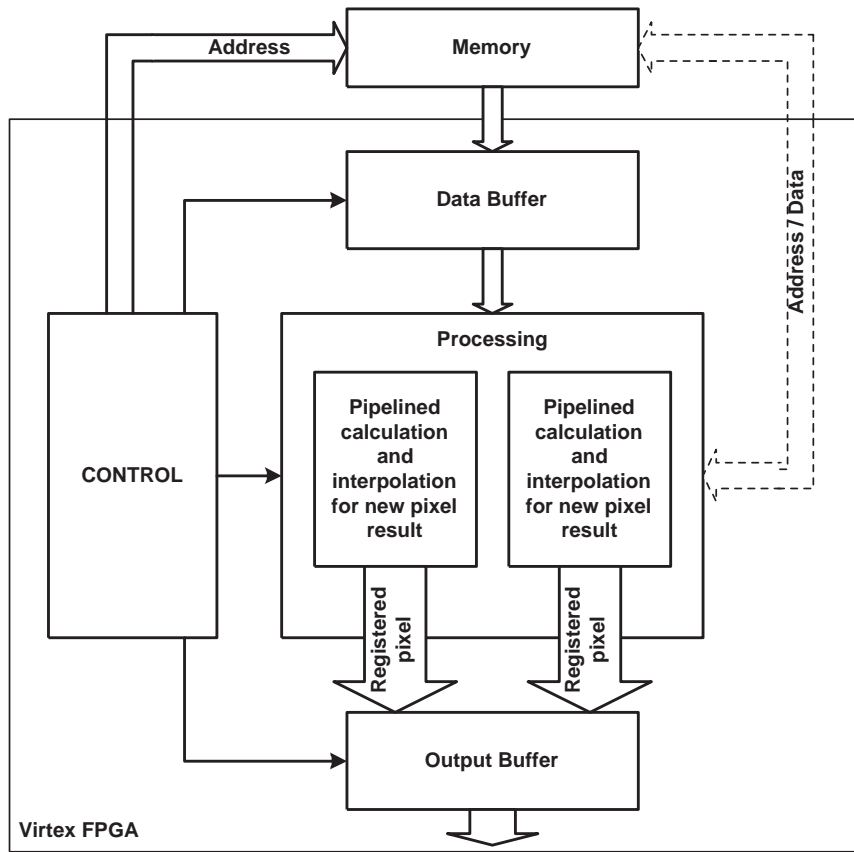 Address
Memory
Data Buffer
Address / Data
Processing
Pipelined
calculation
and
interpolation
for new pixel
result
Pipelined
calculation
and
interpolation
for new pixel
result
CONTROL
Registered
pixel
Registered
pixel
Output Buffer
Virtex FPGA